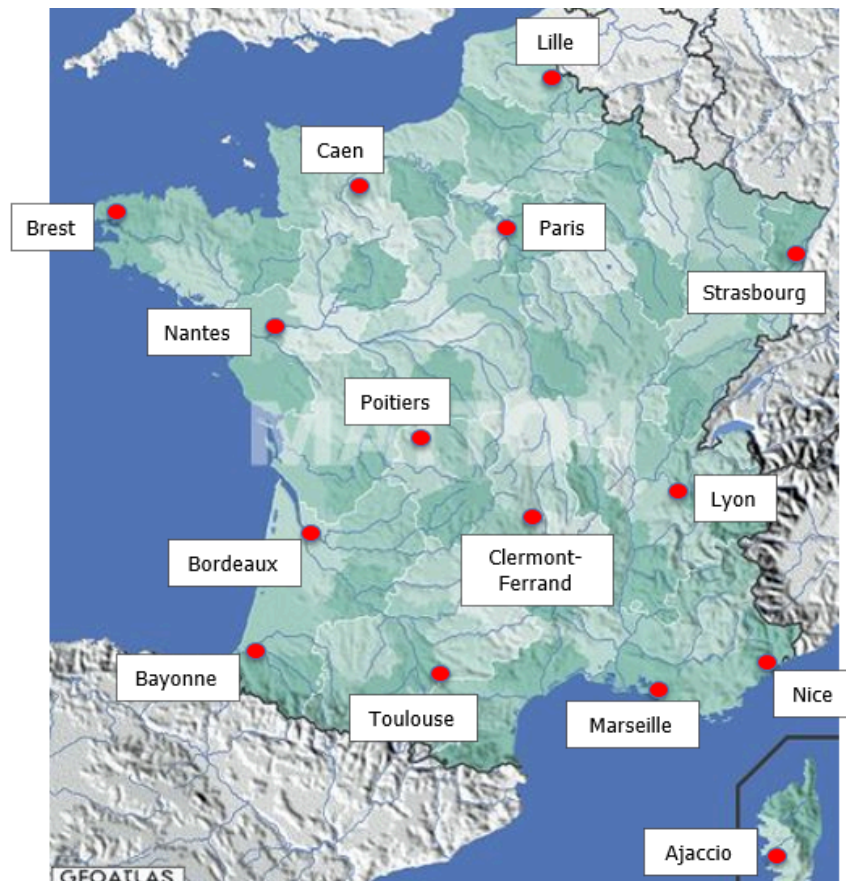 Lille
Caen
Brest
Paris
Strasbourg
Nantes
Poitiers
Lyon
Bordeaux
Clermont-
Ferrand
Bayonne
Toulouse
Marseille
Nice
Ajaccio
GEOATLAS